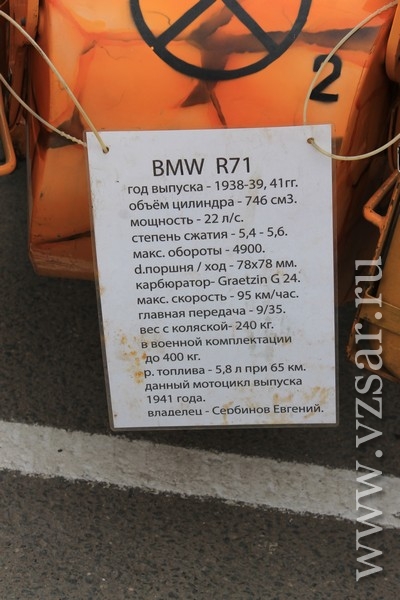 2
BMW R71
год выпуска - 1938-39, 41гг.
объём цилиндра - 746 см3.
мощность - 22 л/с.
степень сжатия - 5,4 - 5,6.
макс. обороты - 4900.
d.поршня / ход - 78x78 мм.
карбюратор- Graetzin G 24.
макс. скорость - 95 км/час.
главная передача - 9/35.
вес с коляской- 240 кг.
в военной комплектации
до 400 кг.
р. топлива - 5,8 л при 65 км.
данный мотоцикл выпуска
1941 года.
владелец - Сербинов Евгений.
www.vzsar.ru